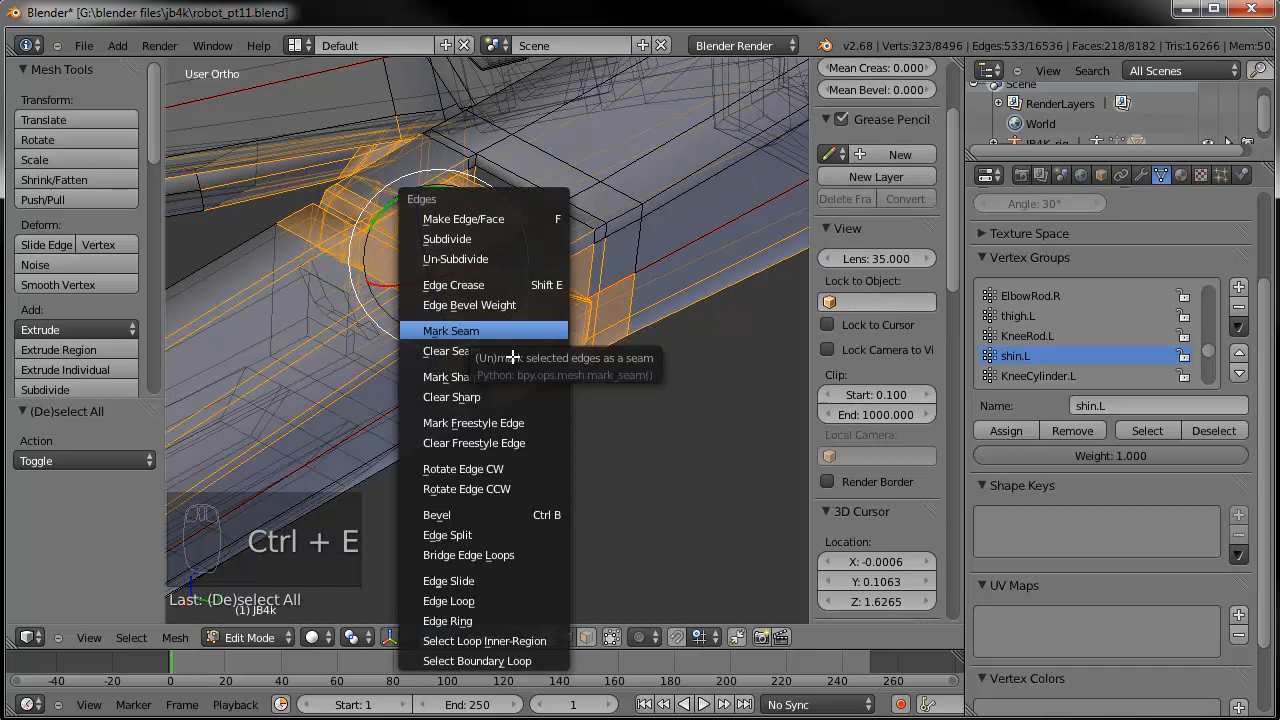 Blender* [G:\blender files\jb4k\robot_pt11.blend]
File Add Render Window Help Default Scene Blender Render v2.68 | Verts:323/8496 | Edges:533/16536 | Faces:218/8182 | Tris:16266 | Mem:50.
Mesh Tools
Transform:
Translate
Rotate
Scale
Shrink/Fatten
Push/Pull
Deform:
Slide Edge Vertex
Noise
Smooth Vertex
Add:
Extrude
Extrude Region
Extrude Individual
Subdivide
(De)select All
Action
Toggle
User Ortho
Edges
Make Edge/Face F
Subdivide
Un-Subdivide
Edge Crease Shift E
Edge Bevel Weight
Mark Seam
Clear Sea
(Un)mark selected edges as a seam
Python: bpy.ops.mesh.mark_seam()
Mark Sha
Clear Sharp
Mark Freestyle Edge
Clear Freestyle Edge
Rotate Edge CW
Rotate Edge CCW
Bevel Ctrl B
Edge Split
Bridge Edge Loops
Edge Slide
Edge Loop
Edge Ring
Select Loop Inner-Region
Select Boundary Loop
Ctrl + E
Last: (De)select All
(1) JB4k
View Select Mesh Edit Mode
Mean Creas: 0.000
Mean Bevel: 0.000
Grease Pencil
New
New Layer
Delete Fra Convert
View
Lens: 35.000
Lock to Object:
Lock to Cursor
Lock Camera to Vi
Clip:
Start: 0.100
End: 1000.000
Local Camera:
Render Border
3D Cursor
Location:
X: -0.0006
Y: 0.1063
Z: 1.6265
View Search All Scenes
Scene
RenderLayers
World
JB4K_rig
Angle: 30°
Texture Space
Vertex Groups
ElbowRod.R
thigh.L
KneeRod.L
shin.L
KneeCylinder.L
Name: shin.L
Assign Remove Select Deselect
Weight: 1.000
Shape Keys
UV Maps
Vertex Colors
-40 -20 0 20 40 60 80 100 120 140 160 180 200 220 240 260
View Marker Frame Playback Start: 1 End: 250 1 No Sync